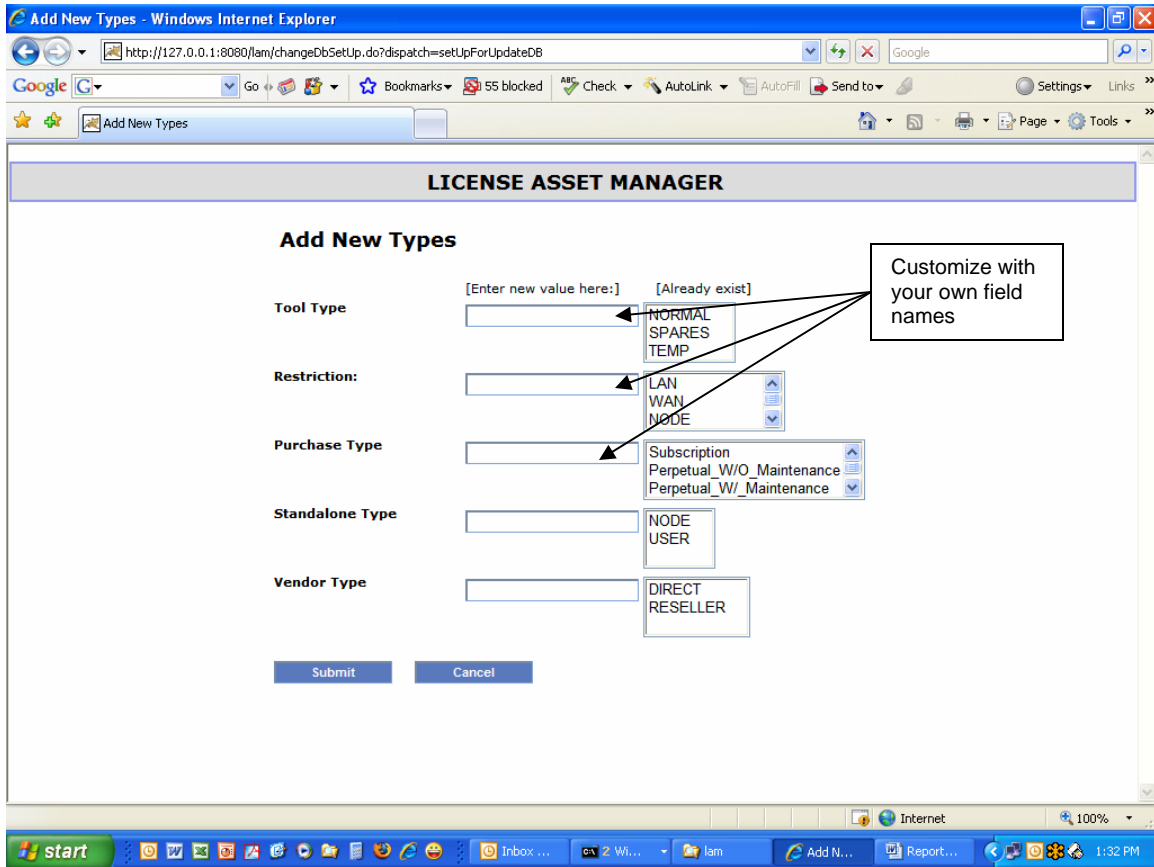 Add New Types - Windows Internet Explorer
http://127.0.0.1:8080/lam/changeDbSetUp.do?dispatch=setUpForUpdateDB
Google
Google G Go Bookmarks 55 blocked ABC Check AutoLink AutoFill Send to Settings Links »
Add New Types Page Tools »
LICENSE ASSET MANAGER
Add New Types
[Enter new value here:] [Already exist]
Customize with
your own field
names
Tool Type
NORMAL
SPARES
TEMP
Restriction:
LAN
WAN
NODE
Purchase Type
Subscription
Perpetual_W/O_Maintenance
Perpetual_W/_Maintenance
Standalone Type
NODE
USER
Vendor Type
DIRECT
RESELLER
Submit Cancel
Internet 100%
start Inbox ... 2 Wi... lam Add N... Report... 1:32 PM